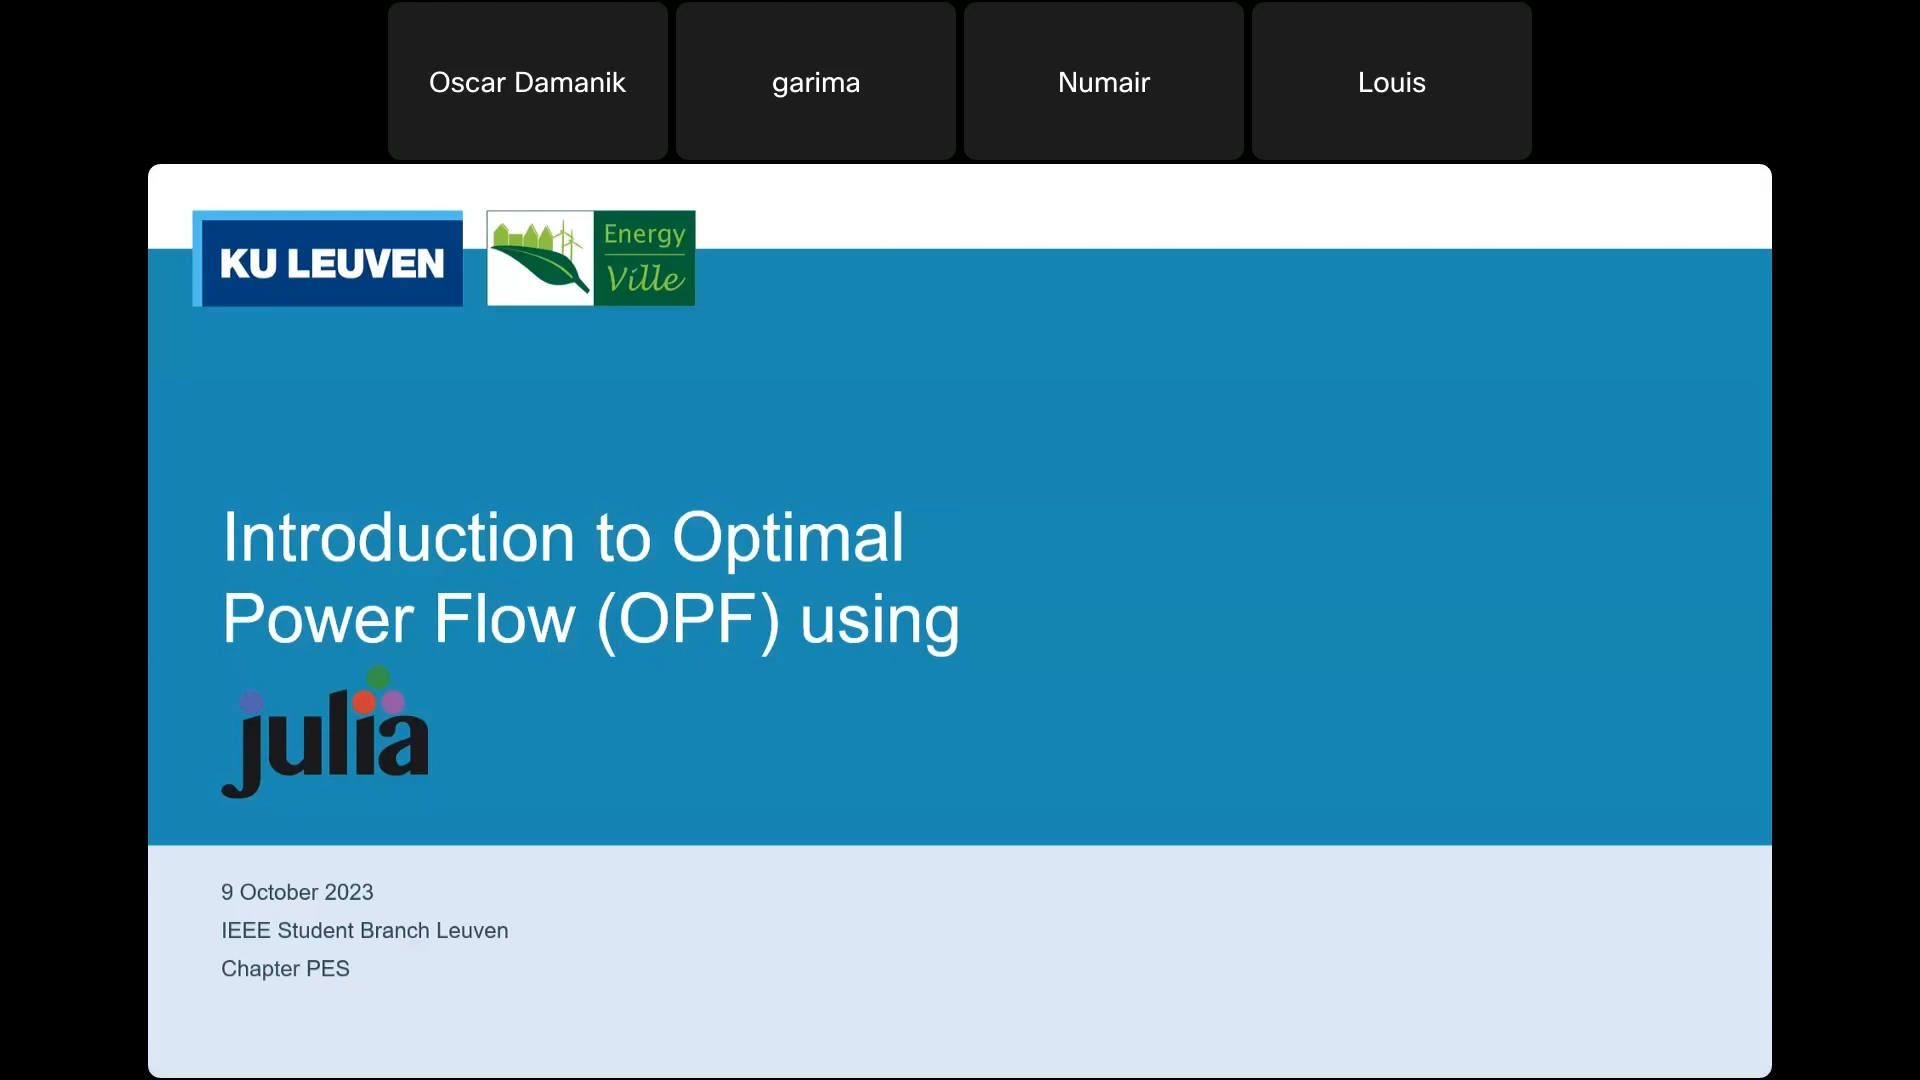 Oscar Damanik
garima
Numair
Louis
KU LEUVEN
Energy
Ville
Introduction to Optimal
Power Flow (OPF) using
julia
9 October 2023
IEEE Student Branch Leuven
Chapter PES